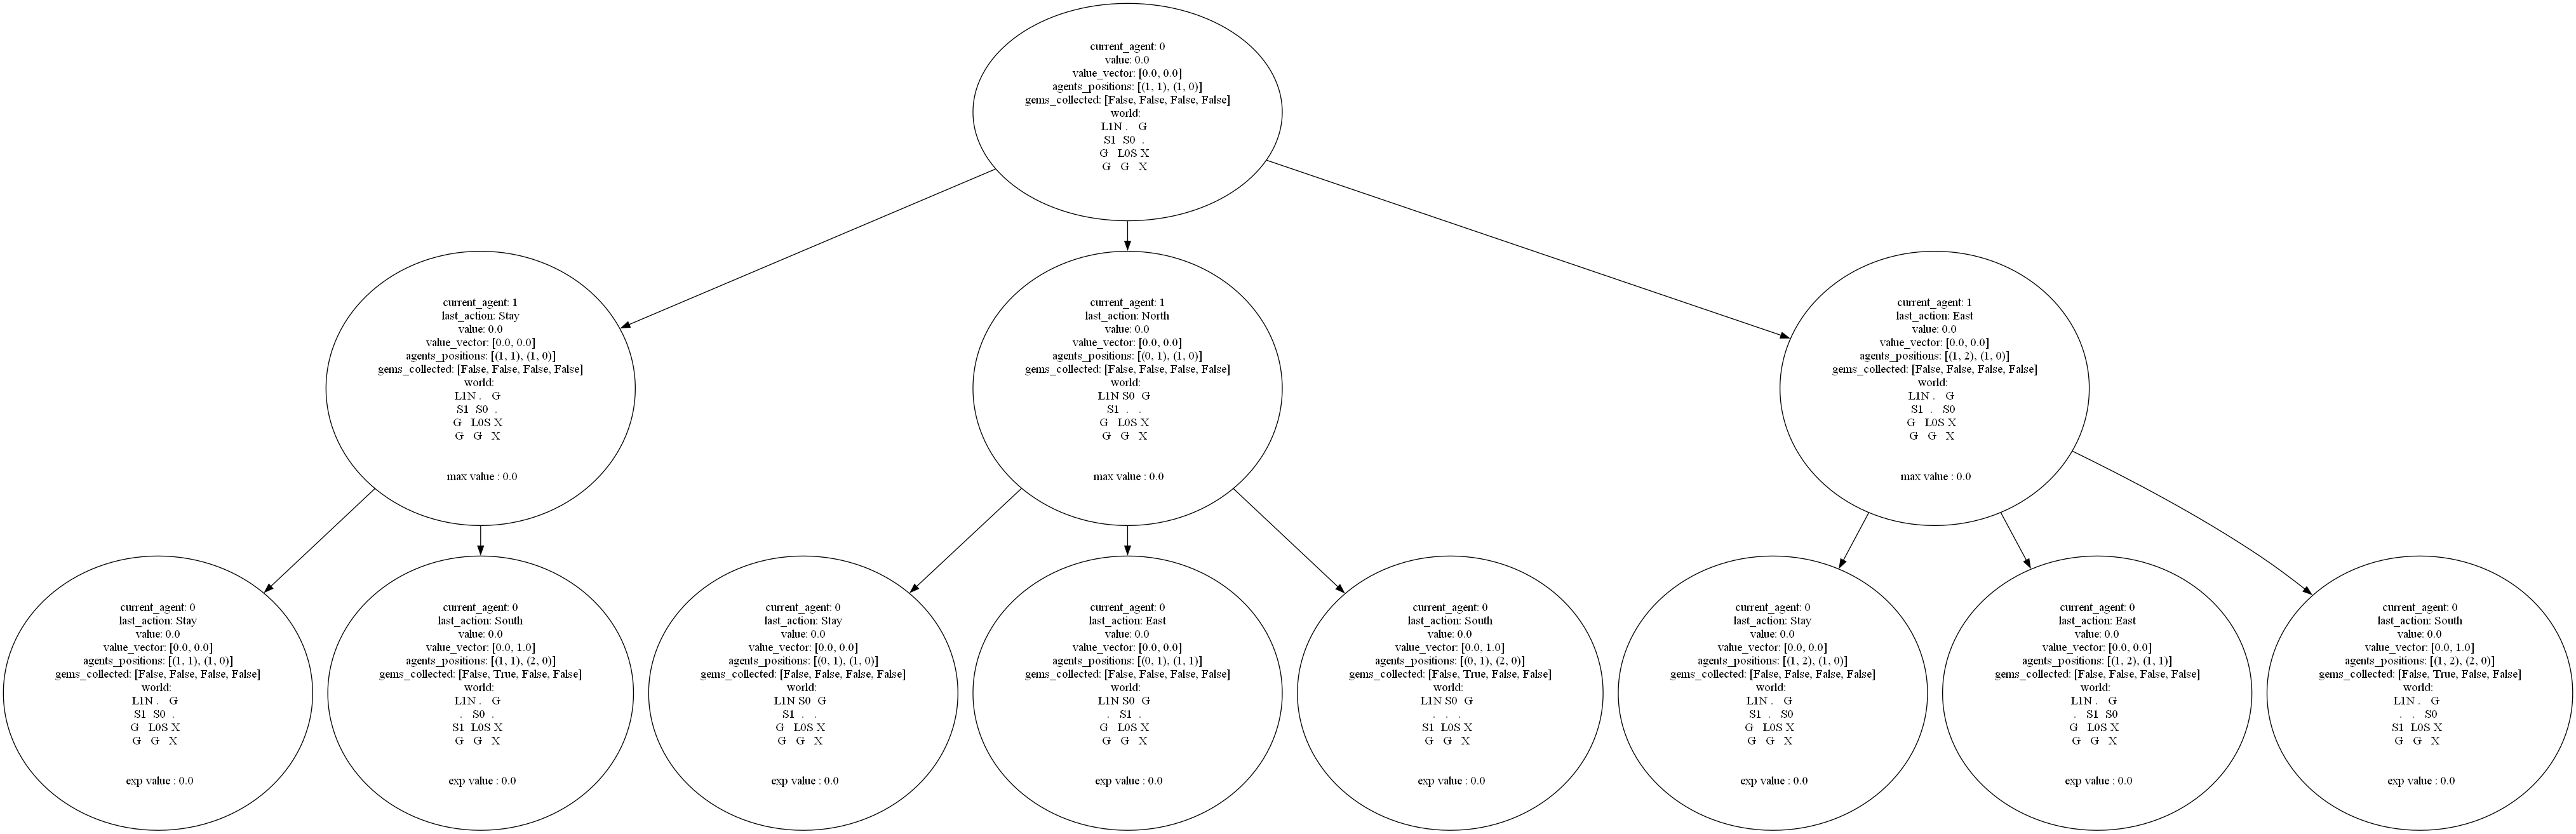 current_agent: 0
value: 0.0
value_vector: [0.0, 0.0]
agents_positions: [(1, 1), (1, 0)]
gems_collected: [False, False, False, False]
world:
L1N . G
S1 S0 .
G L0S X
G G X
current_agent: 1
last_action: Stay
value: 0.0
value_vector: [0.0, 0.0]
agents_positions: [(1, 1), (1, 0)]
gems_collected: [False, False, False, False]
world:
L1N . G
S1 S0 .
G L0S X
G G X
max value : 0.0
current_agent: 1
last_action: North
value: 0.0
value_vector: [0.0, 0.0]
agents_positions: [(0, 1), (1, 0)]
gems_collected: [False, False, False, False]
world:
L1N S0 G
S1 . .
G L0S X
G G X
max value : 0.0
current_agent: 1
last_action: East
value: 0.0
value_vector: [0.0, 0.0]
agents_positions: [(1, 2), (1, 0)]
gems_collected: [False, False, False, False]
world:
L1N . G
S1 . S0
G L0S X
G G X
max value : 0.0
current_agent: 0
last_action: Stay
value: 0.0
value_vector: [0.0, 0.0]
agents_positions: [(1, 1), (1, 0)]
gems_collected: [False, False, False, False]
world:
L1N . G
S1 S0 .
G L0S X
G G X
exp value : 0.0
current_agent: 0
last_action: South
value: 0.0
value_vector: [0.0, 1.0]
agents_positions: [(1, 1), (2, 0)]
gems_collected: [False, True, False, False]
world:
L1N . G
. S0 .
S1 L0S X
G G X
exp value : 0.0
current_agent: 0
last_action: Stay
value: 0.0
value_vector: [0.0, 0.0]
agents_positions: [(0, 1), (1, 0)]
gems_collected: [False, False, False, False]
world:
L1N S0 G
S1 . .
G L0S X
G G X
exp value : 0.0
current_agent: 0
last_action: East
value: 0.0
value_vector: [0.0, 0.0]
agents_positions: [(0, 1), (1, 1)]
gems_collected: [False, False, False, False]
world:
L1N S0 G
. S1 .
G L0S X
G G X
exp value : 0.0
current_agent: 0
last_action: South
value: 0.0
value_vector: [0.0, 1.0]
agents_positions: [(0, 1), (2, 0)]
gems_collected: [False, True, False, False]
world:
L1N S0 G
. . .
S1 L0S X
G G X
exp value : 0.0
current_agent: 0
last_action: Stay
value: 0.0
value_vector: [0.0, 0.0]
agents_positions: [(1, 2), (1, 0)]
gems_collected: [False, False, False, False]
world:
L1N . G
S1 . S0
G L0S X
G G X
exp value : 0.0
current_agent: 0
last_action: East
value: 0.0
value_vector: [0.0, 0.0]
agents_positions: [(1, 2), (1, 1)]
gems_collected: [False, False, False, False]
world:
L1N . G
. S1 S0
G L0S X
G G X
exp value : 0.0
current_agent: 0
last_action: South
value: 0.0
value_vector: [0.0, 1.0]
agents_positions: [(1, 2), (2, 0)]
gems_collected: [False, True, False, False]
world:
L1N . G
. . S0
S1 L0S X
G G X
exp value : 0.0